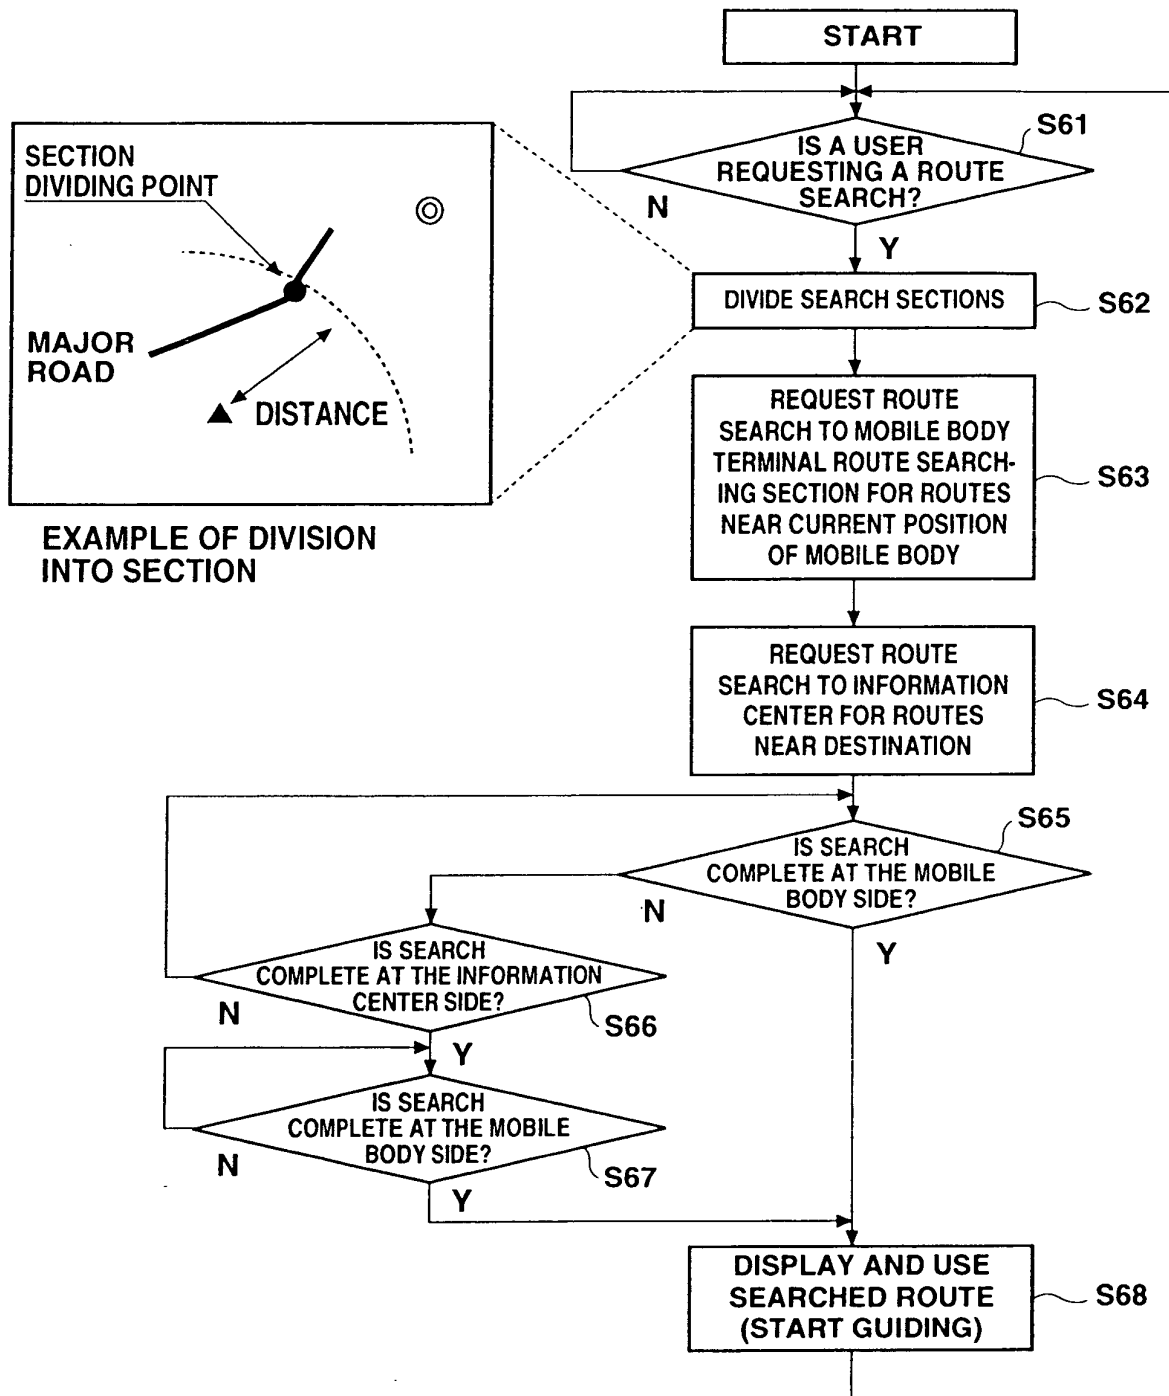 START
S61
IS A USER
REQUESTING A ROUTE
SEARCH?
N
Y
SECTION
DIVIDING POINT
MAJOR
ROAD
DISTANCE
EXAMPLE OF DIVISION
INTO SECTION
DIVIDE SEARCH SECTIONS
S62
REQUEST ROUTE
SEARCH TO MOBILE BODY
TERMINAL ROUTE SEARCH-
ING SECTION FOR ROUTES
NEAR CURRENT POSITION
OF MOBILE BODY
S63
REQUEST ROUTE
SEARCH TO INFORMATION
CENTER FOR ROUTES
NEAR DESTINATION
S64
S65
IS SEARCH
COMPLETE AT THE MOBILE
BODY SIDE?
N
Y
IS SEARCH
COMPLETE AT THE INFORMATION
CENTER SIDE?
N
S66
Y
IS SEARCH
COMPLETE AT THE MOBILE
BODY SIDE?
N
S67
Y
DISPLAY AND USE
SEARCHED ROUTE
(START GUIDING)
S68